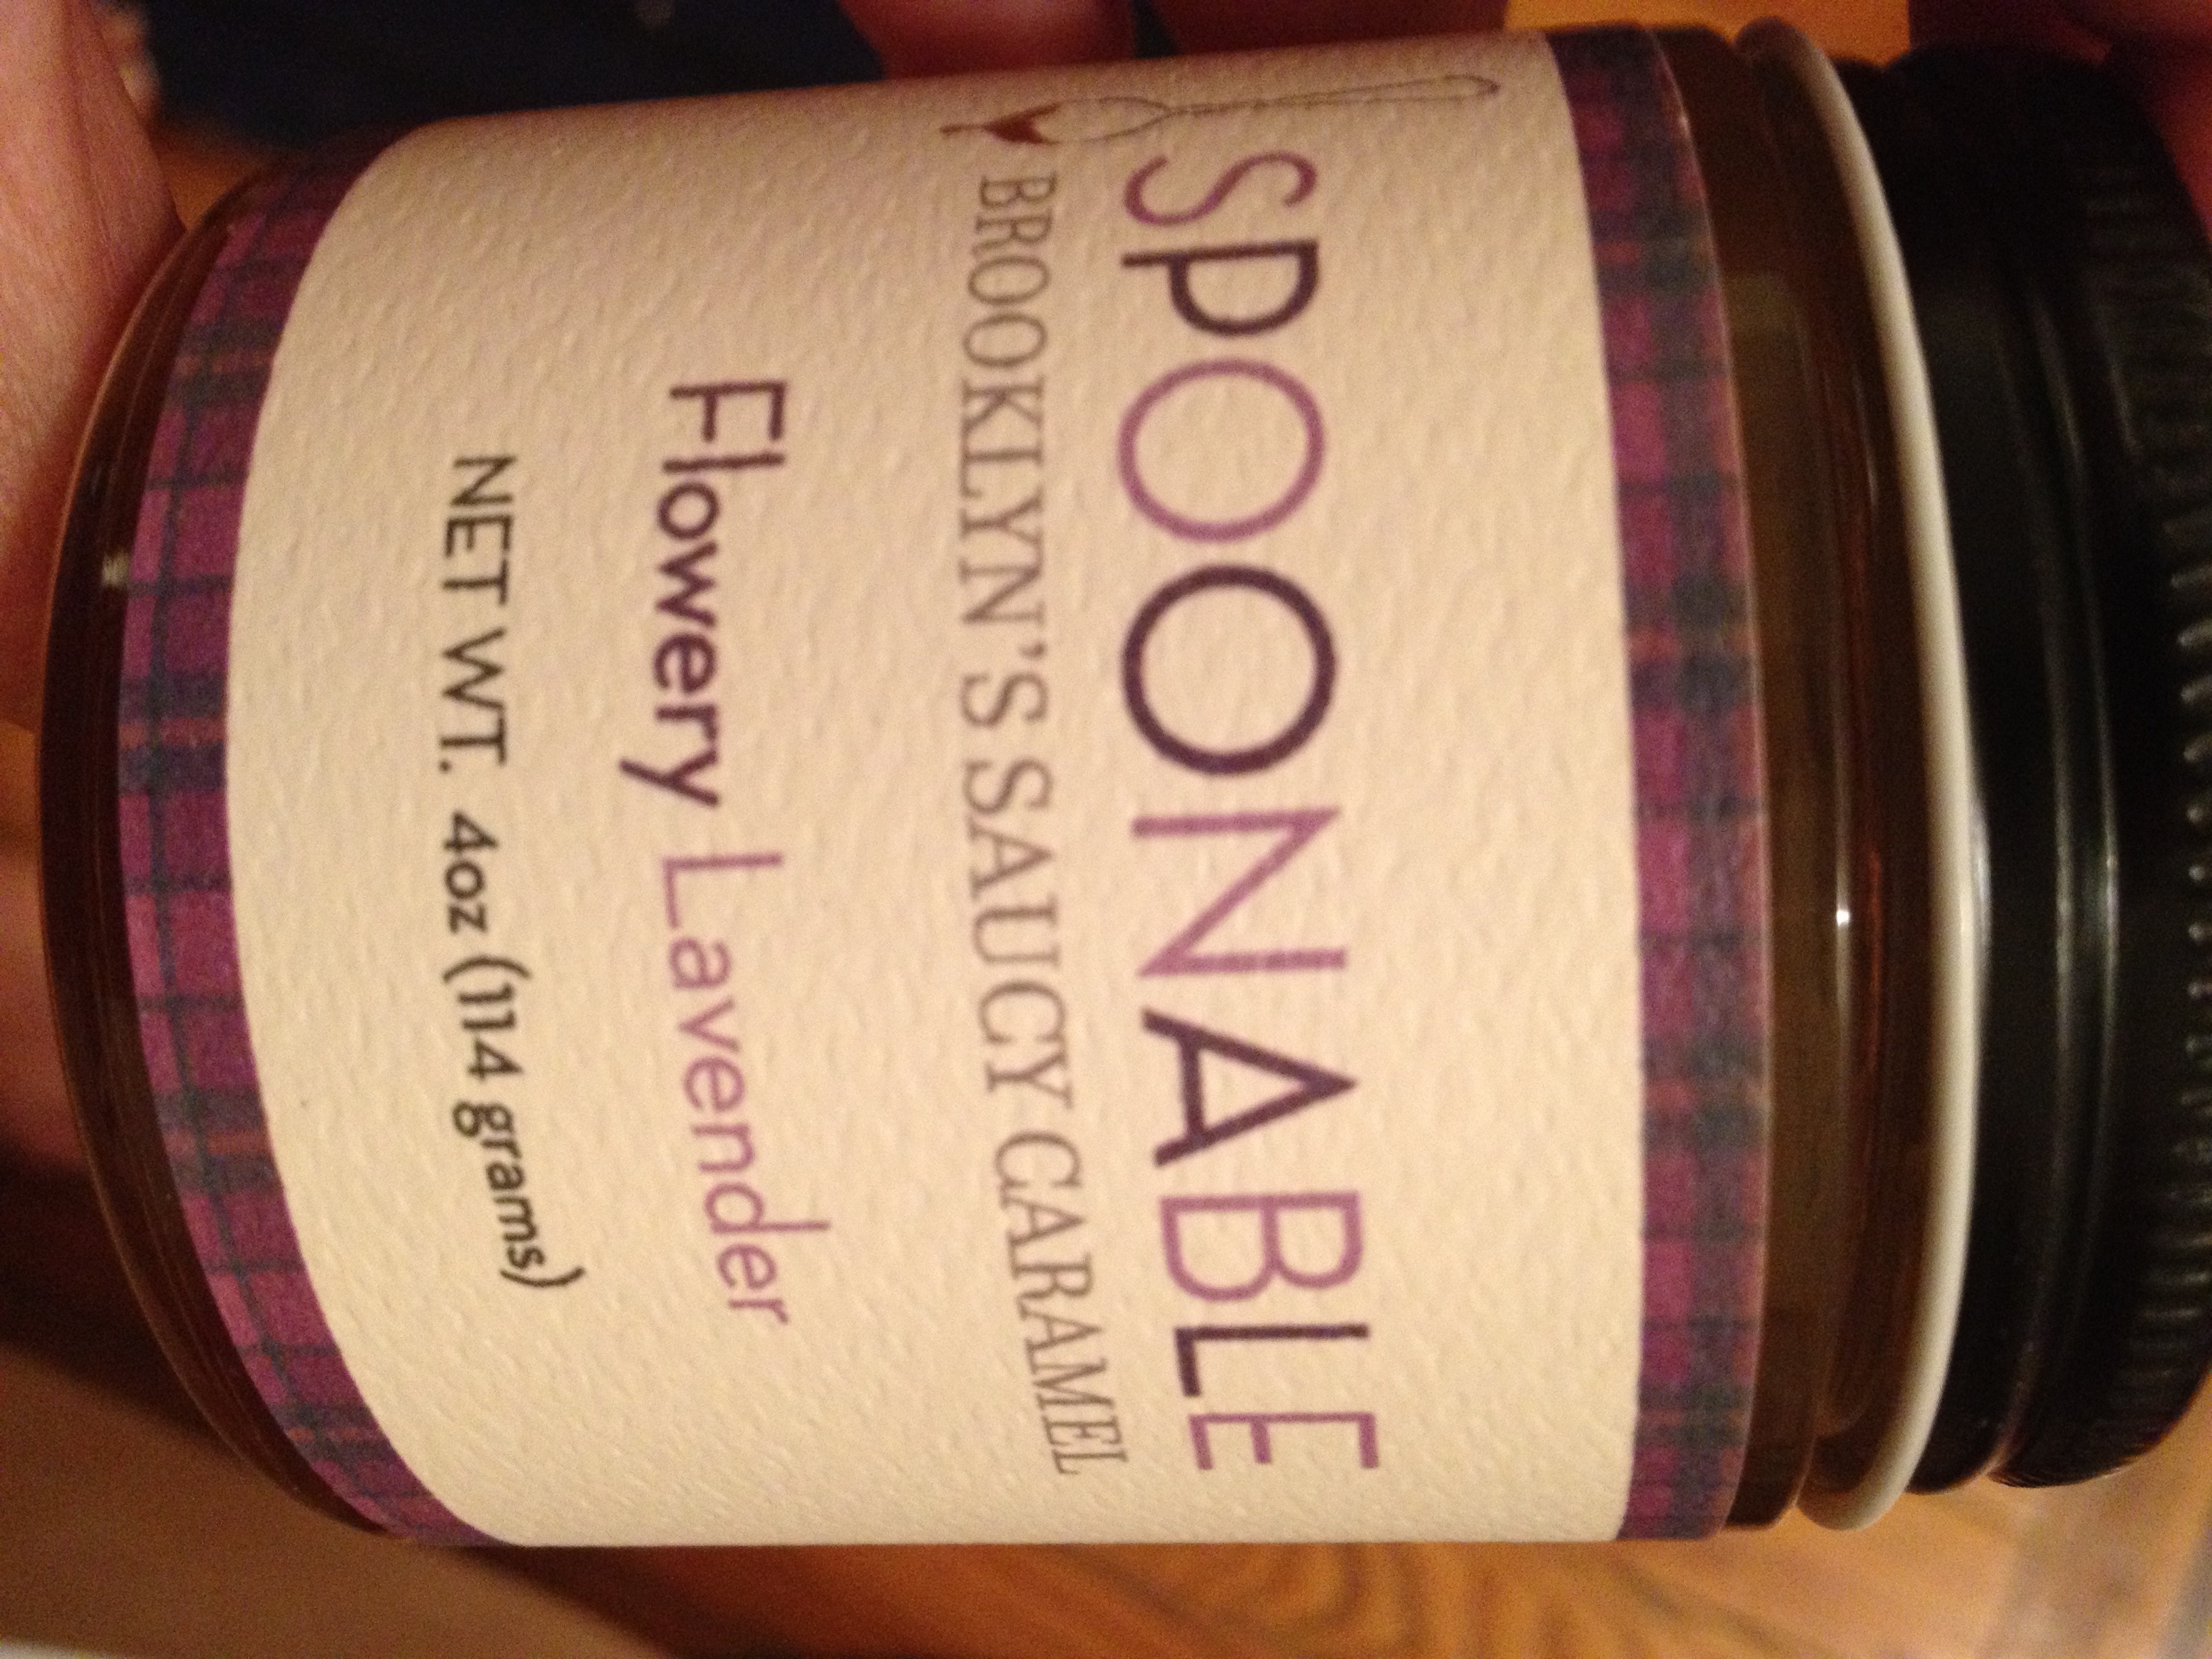 SPOONABLE
BROOKLYN'S SAUCY CARAMEL
Flowery Lavender
NET WT. 4oz (114 grams)